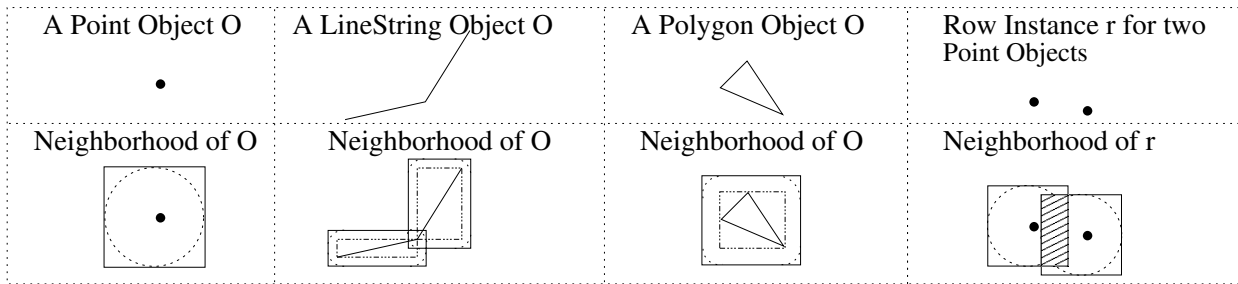 A Point Object O
A LineString Object O
A Polygon Object O
Row Instance r for two
Point Objects
Neighborhood of O
Neighborhood of O
Neighborhood of O
Neighborhood of r